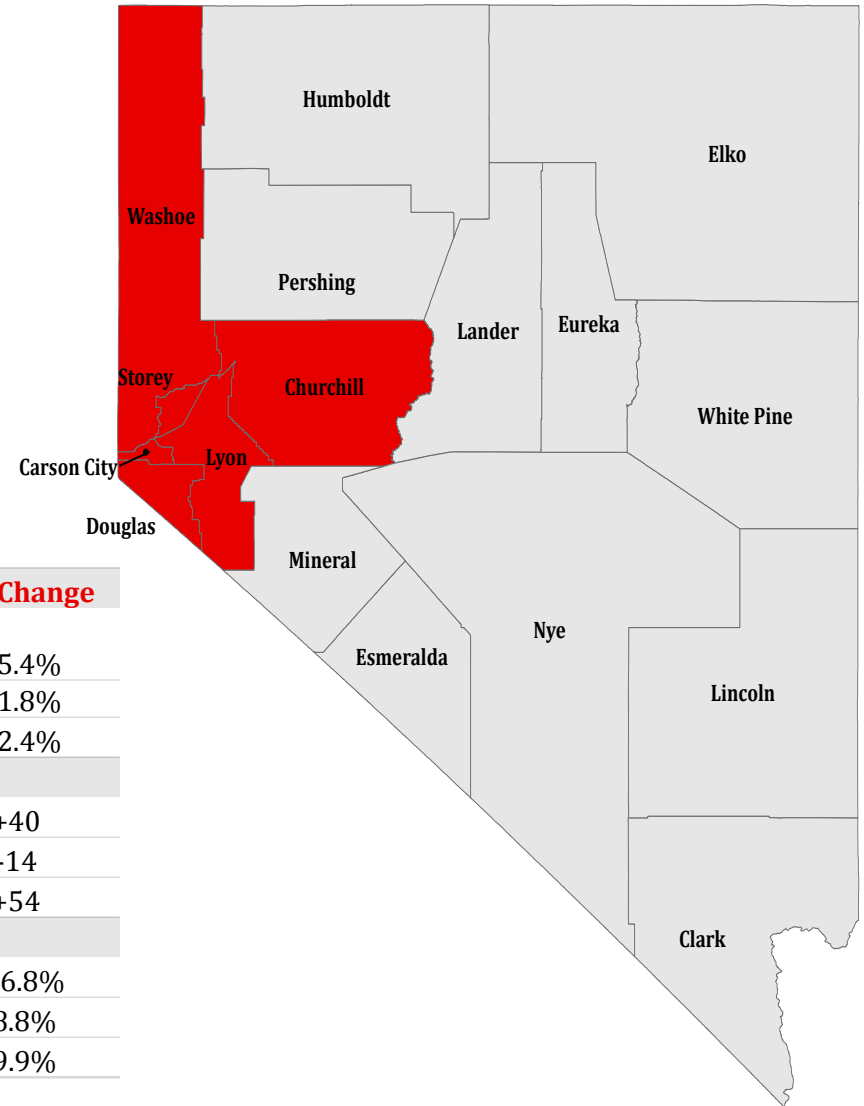 Humboldt
Elko
Washoe
Pershing
Lander
Eureka
Storey
Churchill
White Pine
Carson City
Lyon
Douglas
Mineral
Nye
Esmeralda
Lincoln
Clark
Change
5.4%
1.8%
2.4%
+40
-14
+54
6.8%
8.8%
9.9%